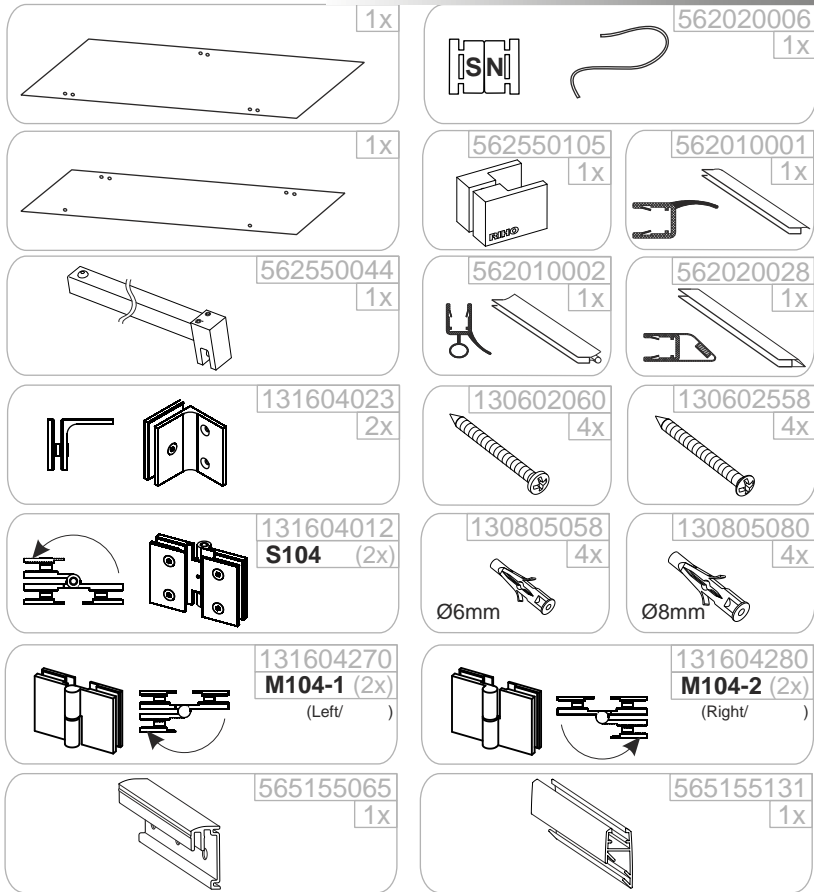 1x
562020006
1x
SN
1x
562550105
1x
RIHO
562010001
1x
562550044
1x
562010002
1x
562020028
1x
131604023
2x
130602060
4x
130602558
4x
131604012
S104 (2x)
130805058
4x
Ø6mm
130805080
4x
Ø8mm
131604270
M104-1 (2x)
(Left/ )
131604280
M104-2 (2x)
(Right/ )
565155065
1x
565155131
1x